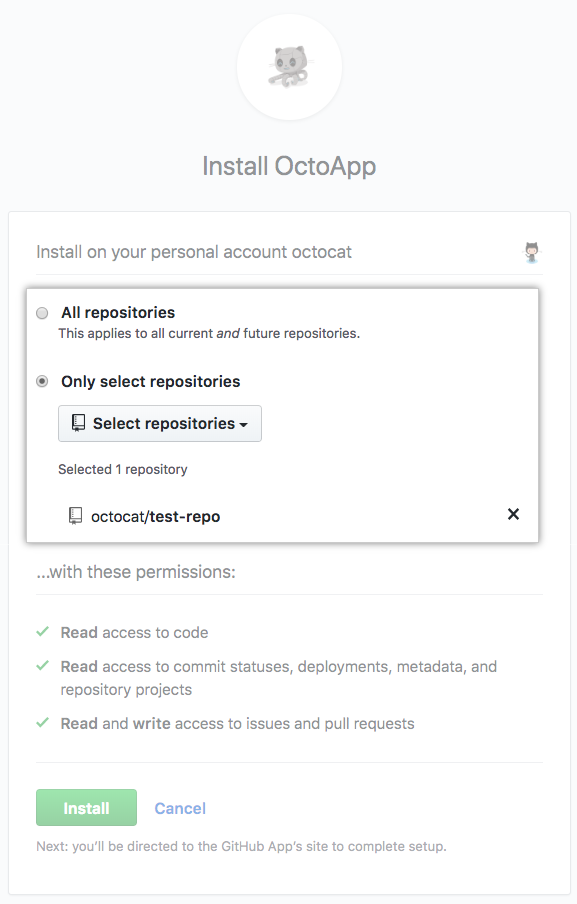 Install OctoApp
Install on your personal account octocat
All repositories
This applies to all current and future repositories.
Only select repositories
Select repositories
Selected 1 repository
octocat/test-repo
...with these permissions:
Read access to code
Read access to commit statuses, deployments, metadata, and
repository projects
Read and write access to issues and pull requests
Install Cancel
Next: you’ll be directed to the GitHub App’s site to complete setup.